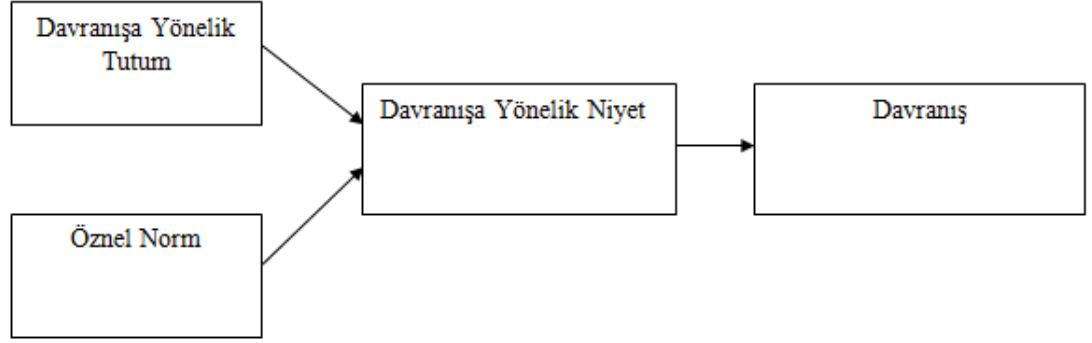 Davranışa Yönelik
Tutum
Davranışa Yönelik Niyet
Davranış
Öznel Norm